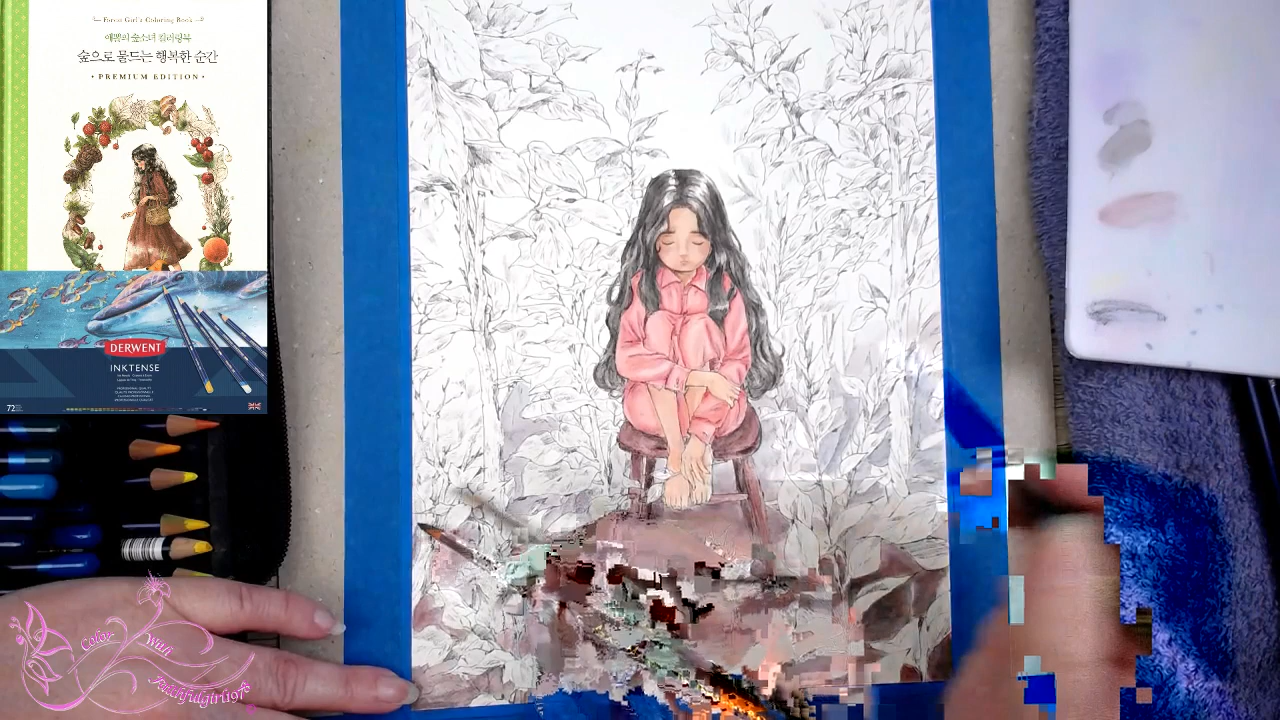 Forest Girl's Coloring Book
애뽈의 숲소녀 컬러링북
숲으로 물드는 행복한 순간
• PREMIUM EDITION •
DERWENT
INKTENSE
72
Color With
faithfulgirl1976